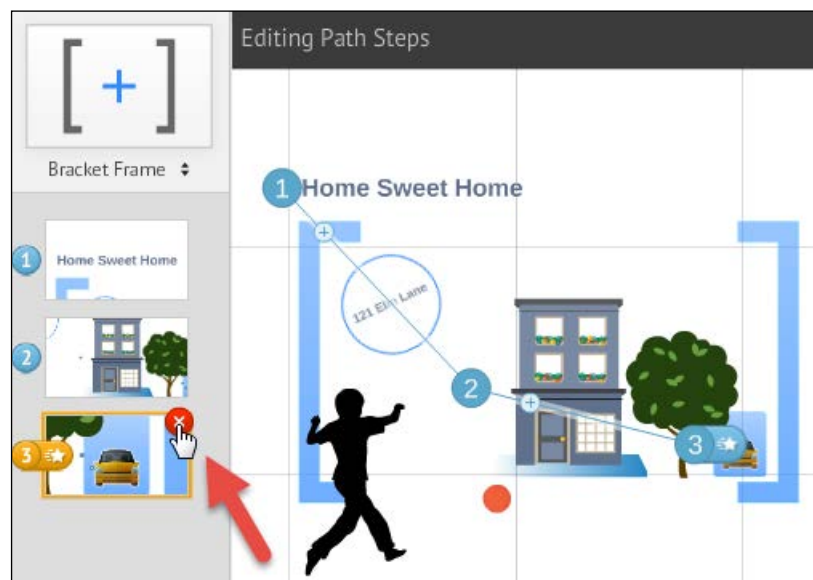 Editing Path Steps
Bracket Frame
1
Home Sweet Home
2
3
1 Home Sweet Home
121 Elm Lane
2
3